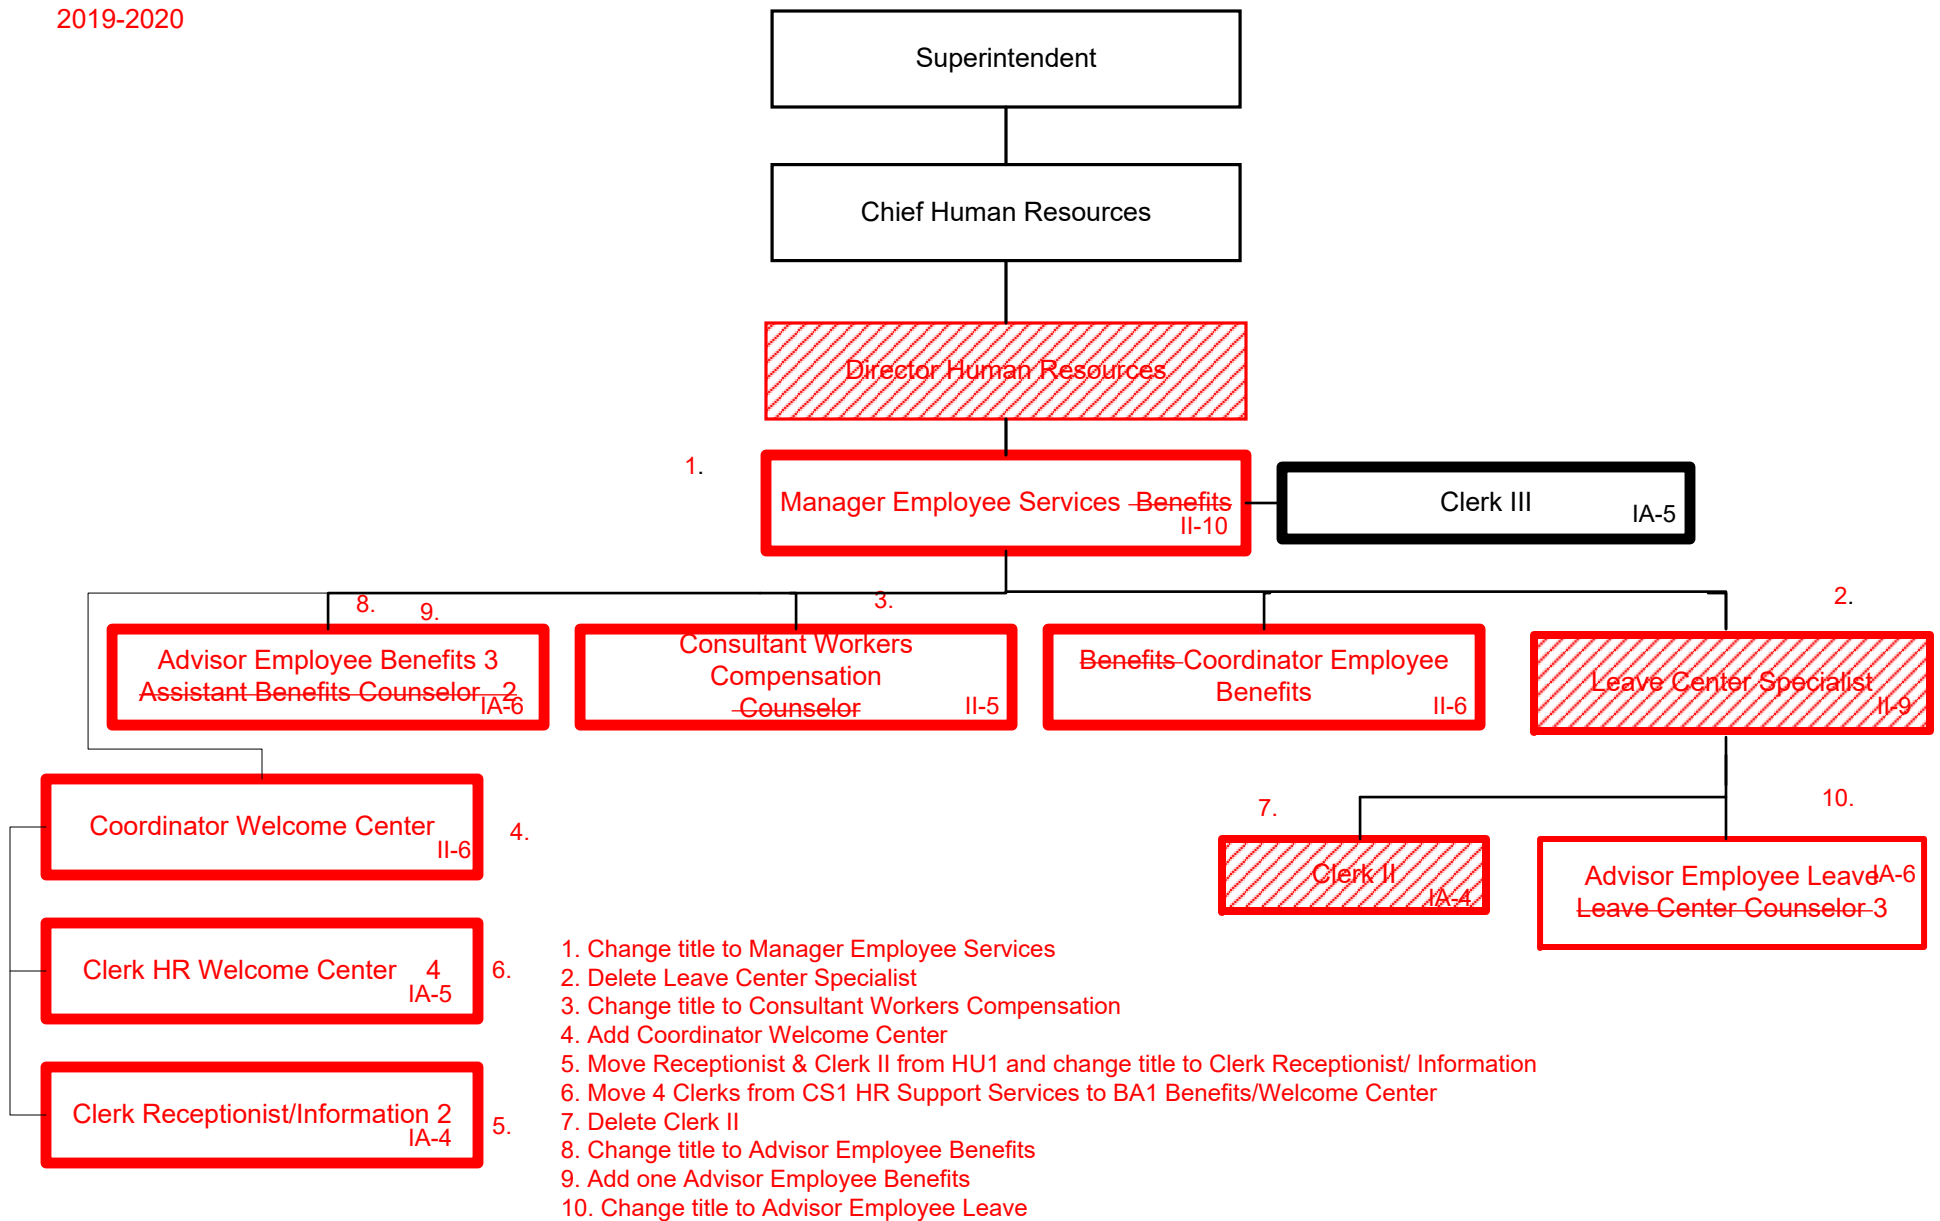 2019-2020
Superintendent
Chief Human Resources
Director Human Resources
1.
Manager Employee Services Benefits
II-10
Clerk III
IA-5
8.
9.
3.
2.
Advisor Employee Benefits 3
Assistant Benefits Counselor 2
IA-6
Consultant Workers
Compensation
Counselor
II-5
Benefits Coordinator Employee
Benefits
II-6
Leave Center Specialist
II-9
Coordinator Welcome Center
II-6
4.
7.
10.
Clerk II
IA-4
Advisor Employee Leave
IA-6
Leave Center Counselor 3
Clerk HR Welcome Center 4
IA-5
6.
Clerk Receptionist/Information 2
IA-4
5.
1. Change title to Manager Employee Services
2. Delete Leave Center Specialist
3. Change title to Consultant Workers Compensation
4. Add Coordinator Welcome Center
5. Move Receptionist & Clerk II from HU1 and change title to Clerk Receptionist/ Information
6. Move 4 Clerks from CS1 HR Support Services to BA1 Benefits/Welcome Center
7. Delete Clerk II
8. Change title to Advisor Employee Benefits
9. Add one Advisor Employee Benefits
10. Change title to Advisor Employee Leave